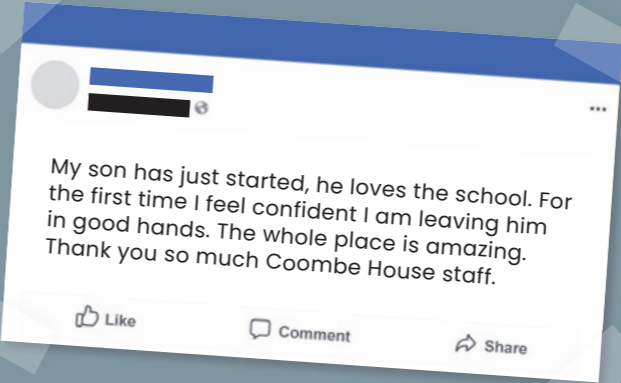 My son has just started, he loves the school. For
the first time I feel confident I am leaving him
in good hands. The whole place is amazing.
Thank you so much Coombe House staff.
Like
Comment
Share